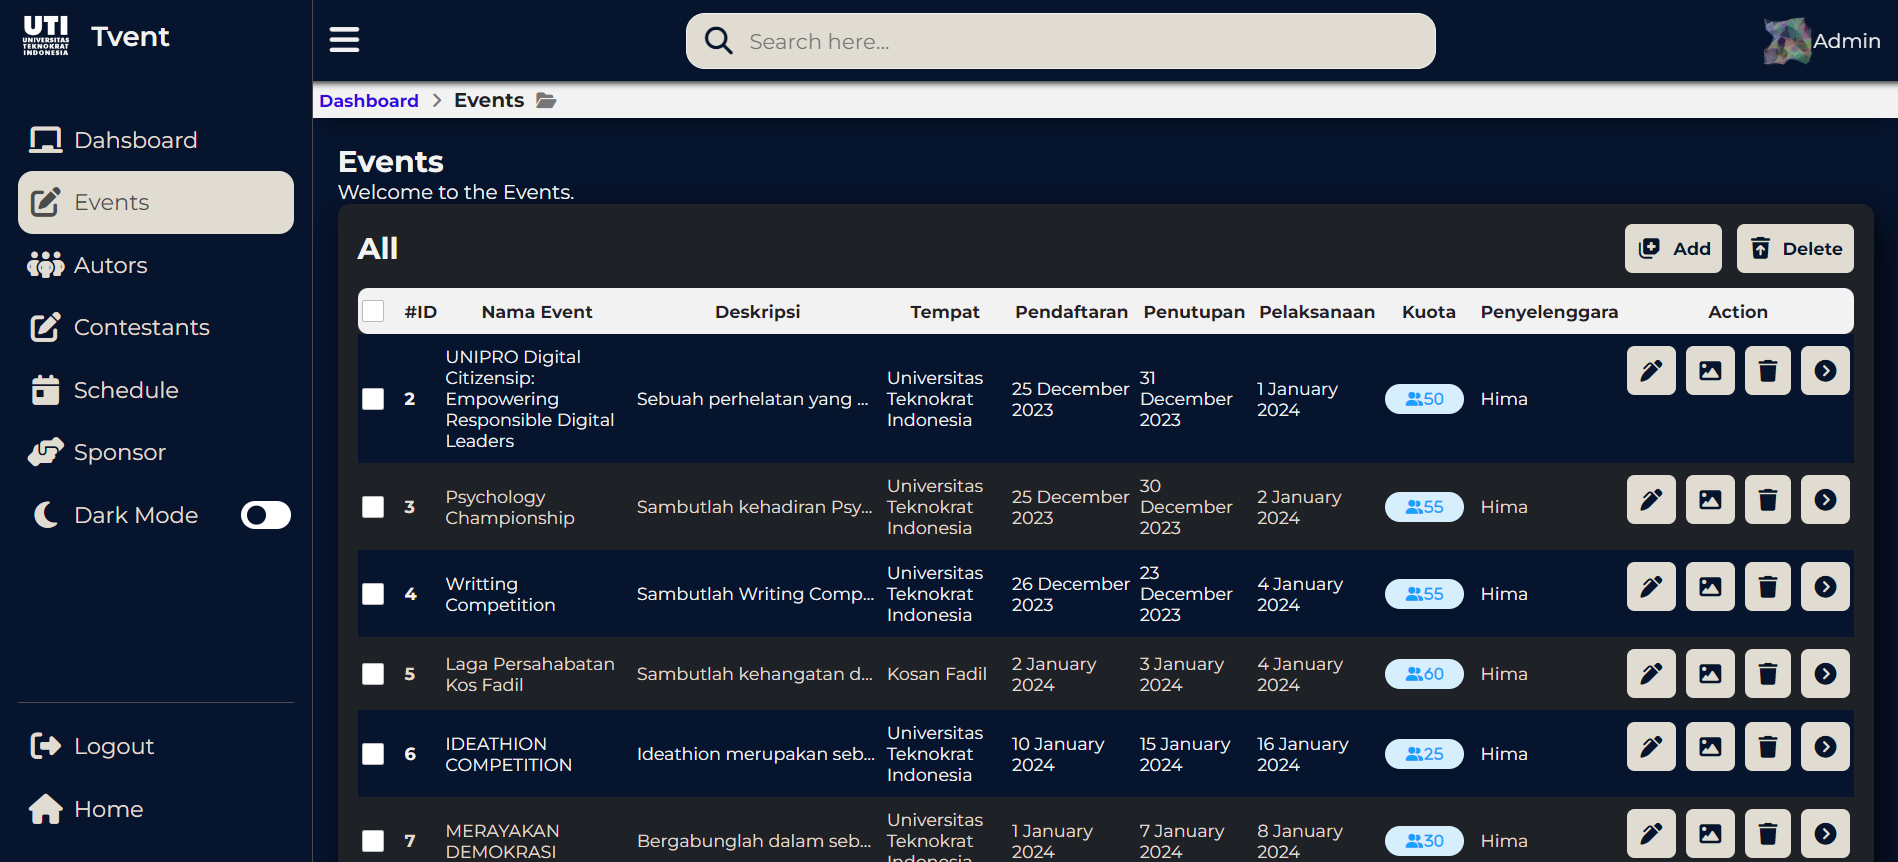 UTI
UNIVERSITAS
TEKNOKRAT
INDONESIA
Tvent
Search here...
Admin
Dashboard > Events
Dahsboard
Events
Autors
Contestants
Schedule
Sponsor
Dark Mode
Logout
Home
Events
Welcome to the Events.
All
Add
Delete
#ID Nama Event Deskripsi Tempat Pendaftaran Penutupan Pelaksanaan Kuota Penyelenggara Action
2
UNIPRO Digital
Citizensip:
Empowering
Responsible Digital
Leaders
Sebuah perhelatan yang ...
Universitas
Teknokrat
Indonesia
25 December
2023
31
December
2023
1 January
2024
50
Hima
3
Psychology
Championship
Sambutlah kehadiran Psy...
Universitas
Teknokrat
Indonesia
25 December
2023
30
December
2023
2 January
2024
55
Hima
4
Writting
Competition
Sambutlah Writing Comp...
Universitas
Teknokrat
Indonesia
26 December
2023
23
December
2023
4 January
2024
55
Hima
5
Laga Persahabatan
Kos Fadil
Sambutlah kehangatan d...
Kosan Fadil
2 January
2024
3 January
2024
4 January
2024
60
Hima
6
IDEATHION
COMPETITION
Ideathion merupakan seb...
Universitas
Teknokrat
Indonesia
10 January
2024
15 January
2024
16 January
2024
25
Hima
7
MERAYAKAN
DEMOKRASI
Bergabunglah dalam seb...
Universitas
Teknokrat
Indonesia
1 January
2024
7 January
2024
8 January
2024
30
Hima